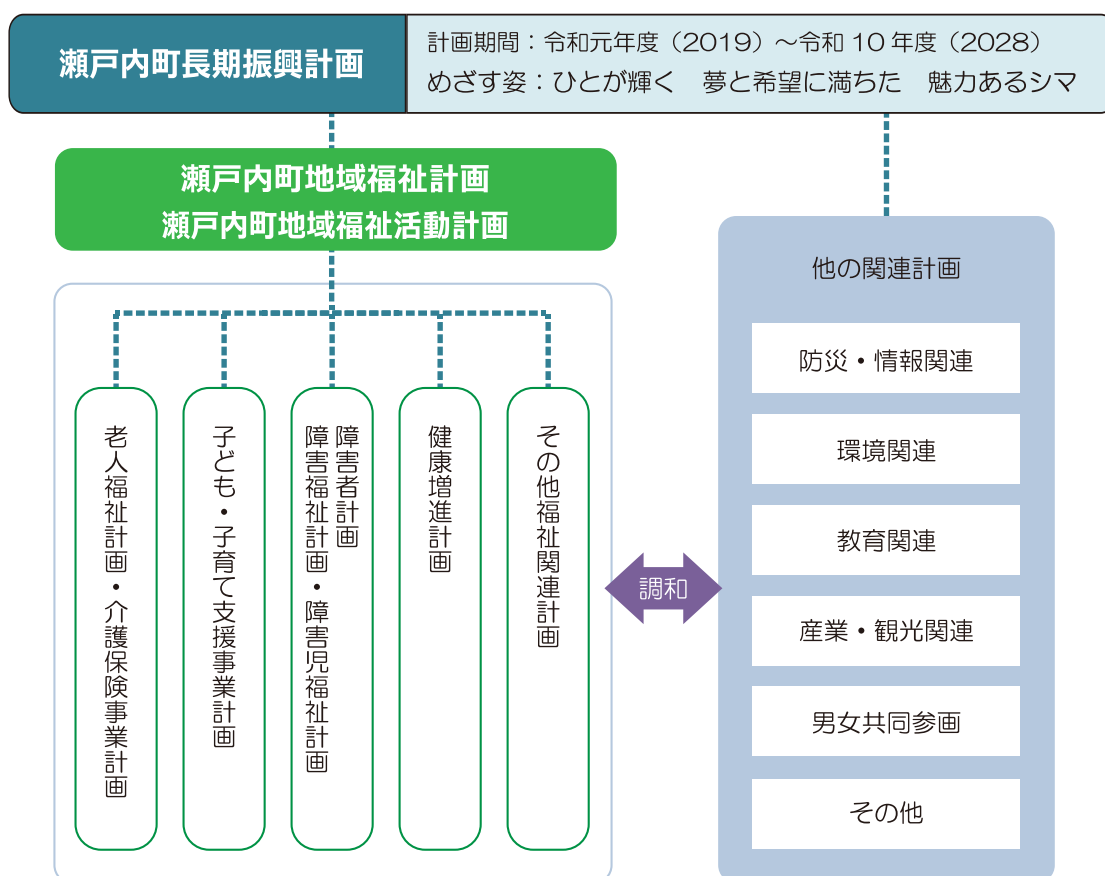 瀬戸内町長期振興計画
計画期間：令和元年度（2019）～令和 10 年度（2028）
めざす姿：ひとが輝く　夢と希望に満ちた　魅力あるシマ
瀬戸内町地域福祉計画
瀬戸内町地域福祉活動計画
老人福祉計画・介護保険事業計画
子ども・子育て支援事業計画
障害者計画
障害福祉計画・障害児福祉計画
健康増進計画
その他福祉関連計画
調和
他の関連計画
防災・情報関連
環境関連
教育関連
産業・観光関連
男女共同参画
その他